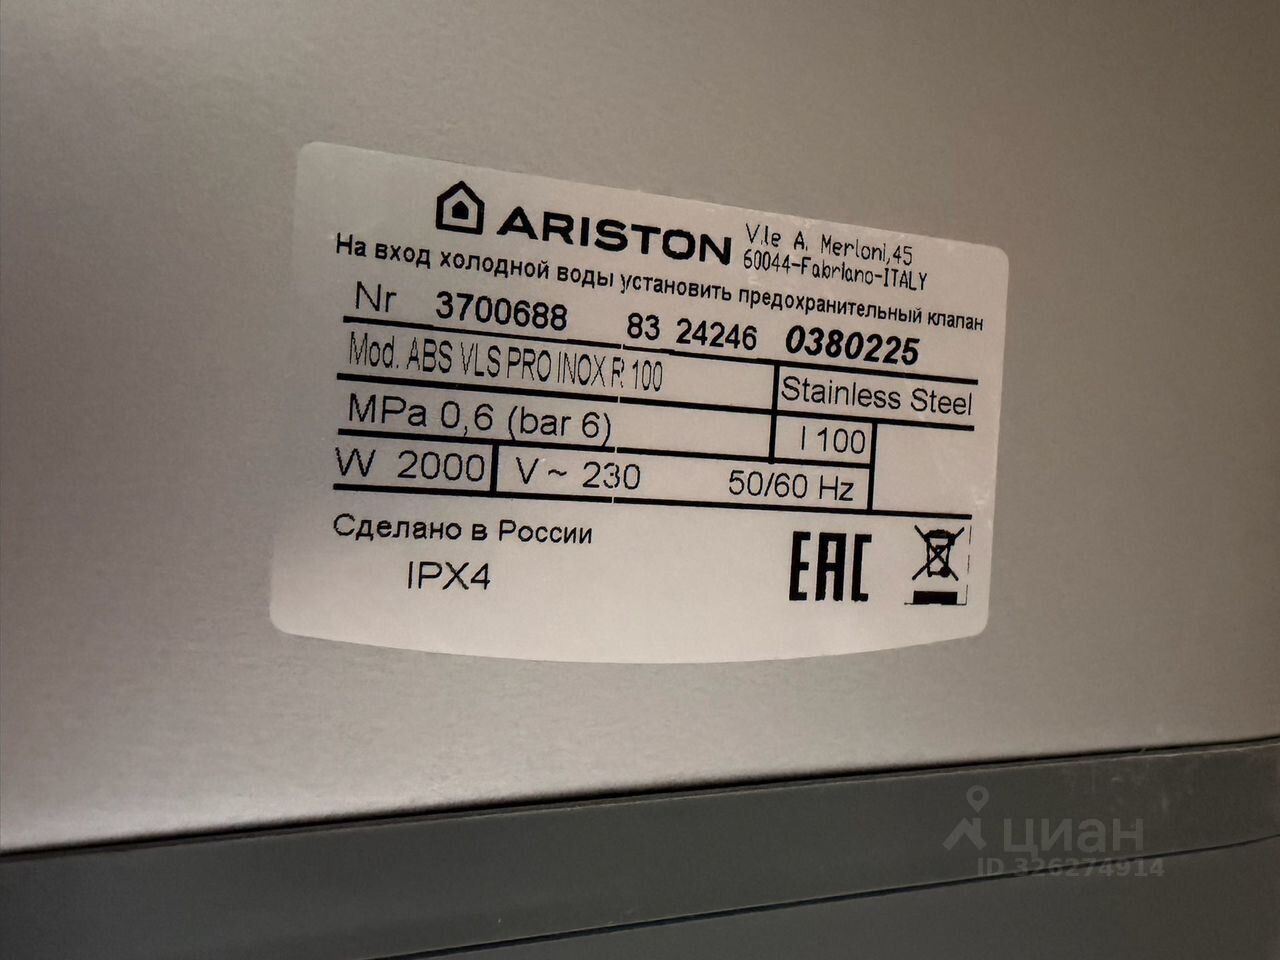 ARISTON V.le A. Merloni,45
60044-Fabriano-ITALY
На вход холодной воды установить предохранительный клапан
Nr 3700688 83 24246 0380225
Mod. ABS VLS PRO INOX R 100 Stainless Steel
MPa 0,6 (bar 6) l 100
W 2000 V ~ 230 50/60 Hz
Сделано в России
IPX4
EAC
циан
ID 326274914